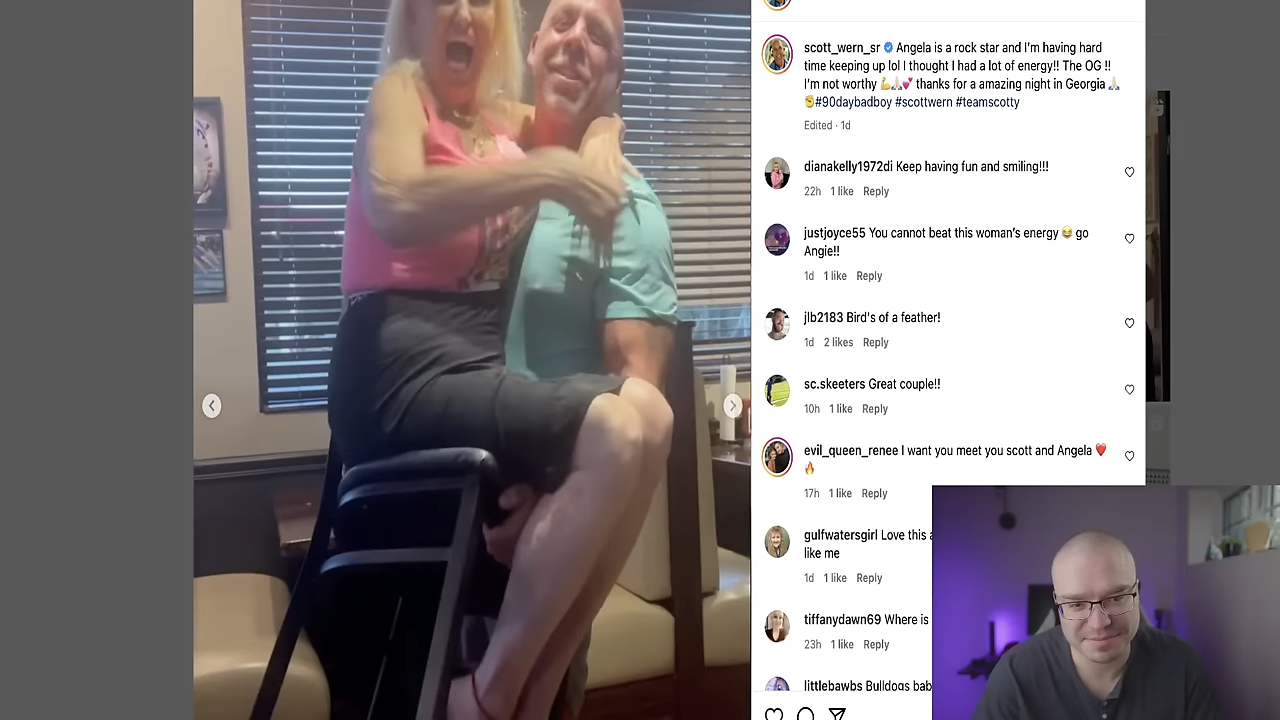 scott_wern_sr Angela is a rock star and I'm having hard
time keeping up lol I thought I had a lot of energy!! The OG !!
I'm not worthy 💪🙏🏻💕 thanks for a amazing night in Georgia 🙏🏻
✊#90daybadboy #scottwern #teamscotty
Edited · 1d
dianakelly1972di Keep having fun and smiling!!!
22h 1 like Reply
justjoyce55 You cannot beat this woman's energy 😂 go
Angie!!
1d 1 like Reply
jlb2183 Bird's of a feather!
1d 2 likes Reply
sc.skeeters Great couple!!
10h 1 like Reply
evil_queen_renee I want you meet you scott and Angela ❤️
🔥
17h 1 like Reply
gulfwatersgirl Love this a
like me
1d 1 like Reply
tiffanydawn69 Where is
23h 1 like Reply
littlebawbs Bulldogs bab